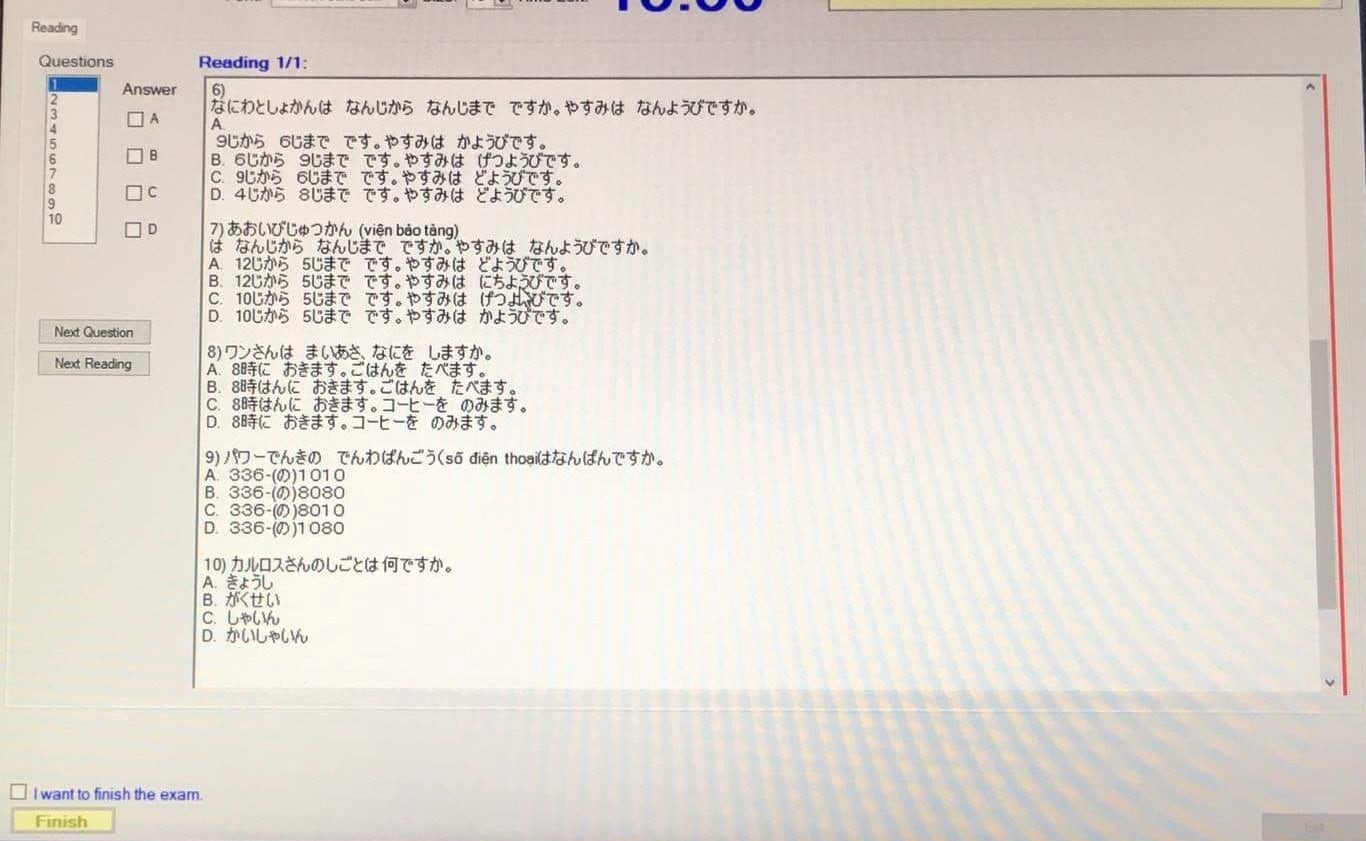 Reading
Questions
Answer
1
2
3
4
5
6
7
8
9
10
A
B
C
D
Next Question
Next Reading
Reading 1/1:
6)
なにわとしょかんは なんじから なんじまで ですか。やすみは なんようびですか。
A.
9じから 6じまで です。やすみは かようびです。
B. 6じから 9じまで です。やすみは げつようびです。
C. 9じから 6じまで です。やすみは どようびです。
D. 4じから 8じまで です。やすみは どようびです。
7) あおいびじゅつかん (viện bảo tàng)
は なんじから なんじまで ですか。やすみは なんようびですか。
A. 12じから 5じまで です。やすみは どようびです。
B. 12じから 5じまで です。やすみは にちようびです。
C. 10じから 5じまで です。やすみは げつようびです。
D. 10じから 5じまで です。やすみは かようびです。
8) ワンさんは まいあさ、なにを しますか。
A. 8時に おきます。ごはんを たべます。
B. 8時はんに おきます。ごはんを たべます。
C. 8時はんに おきます。コーヒーを のみます。
D. 8時に おきます。コーヒーを のみます。
9) パワーでんきの でんわばんごう(số điện thoạiはなんばんですか。
A. 336-(の)1010
B. 336-(の)8080
C. 336-(の)8010
D. 336-(の)1080
10) カルロスさんのしごとは 何ですか。
A. きょうし
B. がくせい
C. しゃいん
D. かいしゃいん
I want to finish the exam.
Finish
Exit